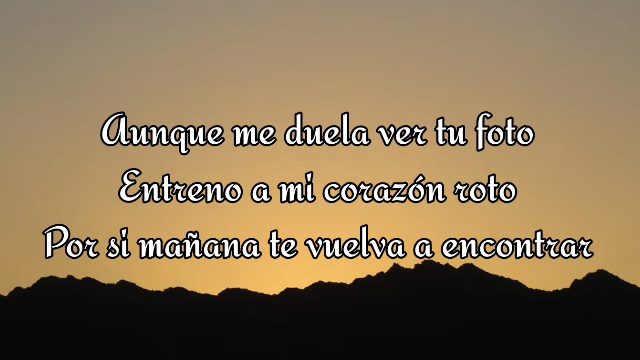 Aunque me duela ver tu foto
Entreno a mi corazón roto
Por si mañana te vuelva a encontrar